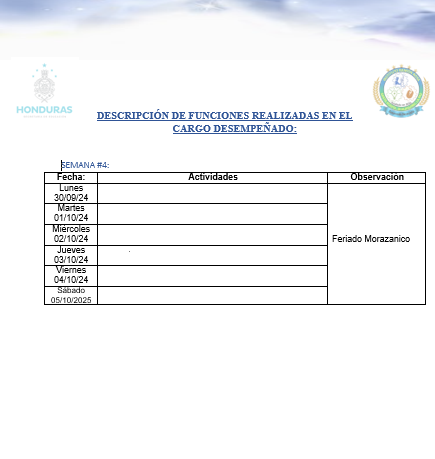 HONDURAS
DESCRIPCIÓN DE FUNCIONES REALIZADAS EN EL
CARGO DESEMPEÑADO:
SEMANA #4:
Fecha: Actividades Observación
Lunes
30/09/24
Martes
01/10/24
Miércoles
02/10/24
Feriado Morazanico
Jueves
03/10/24
Viernes
04/10/24
Sábado
05/10/2025